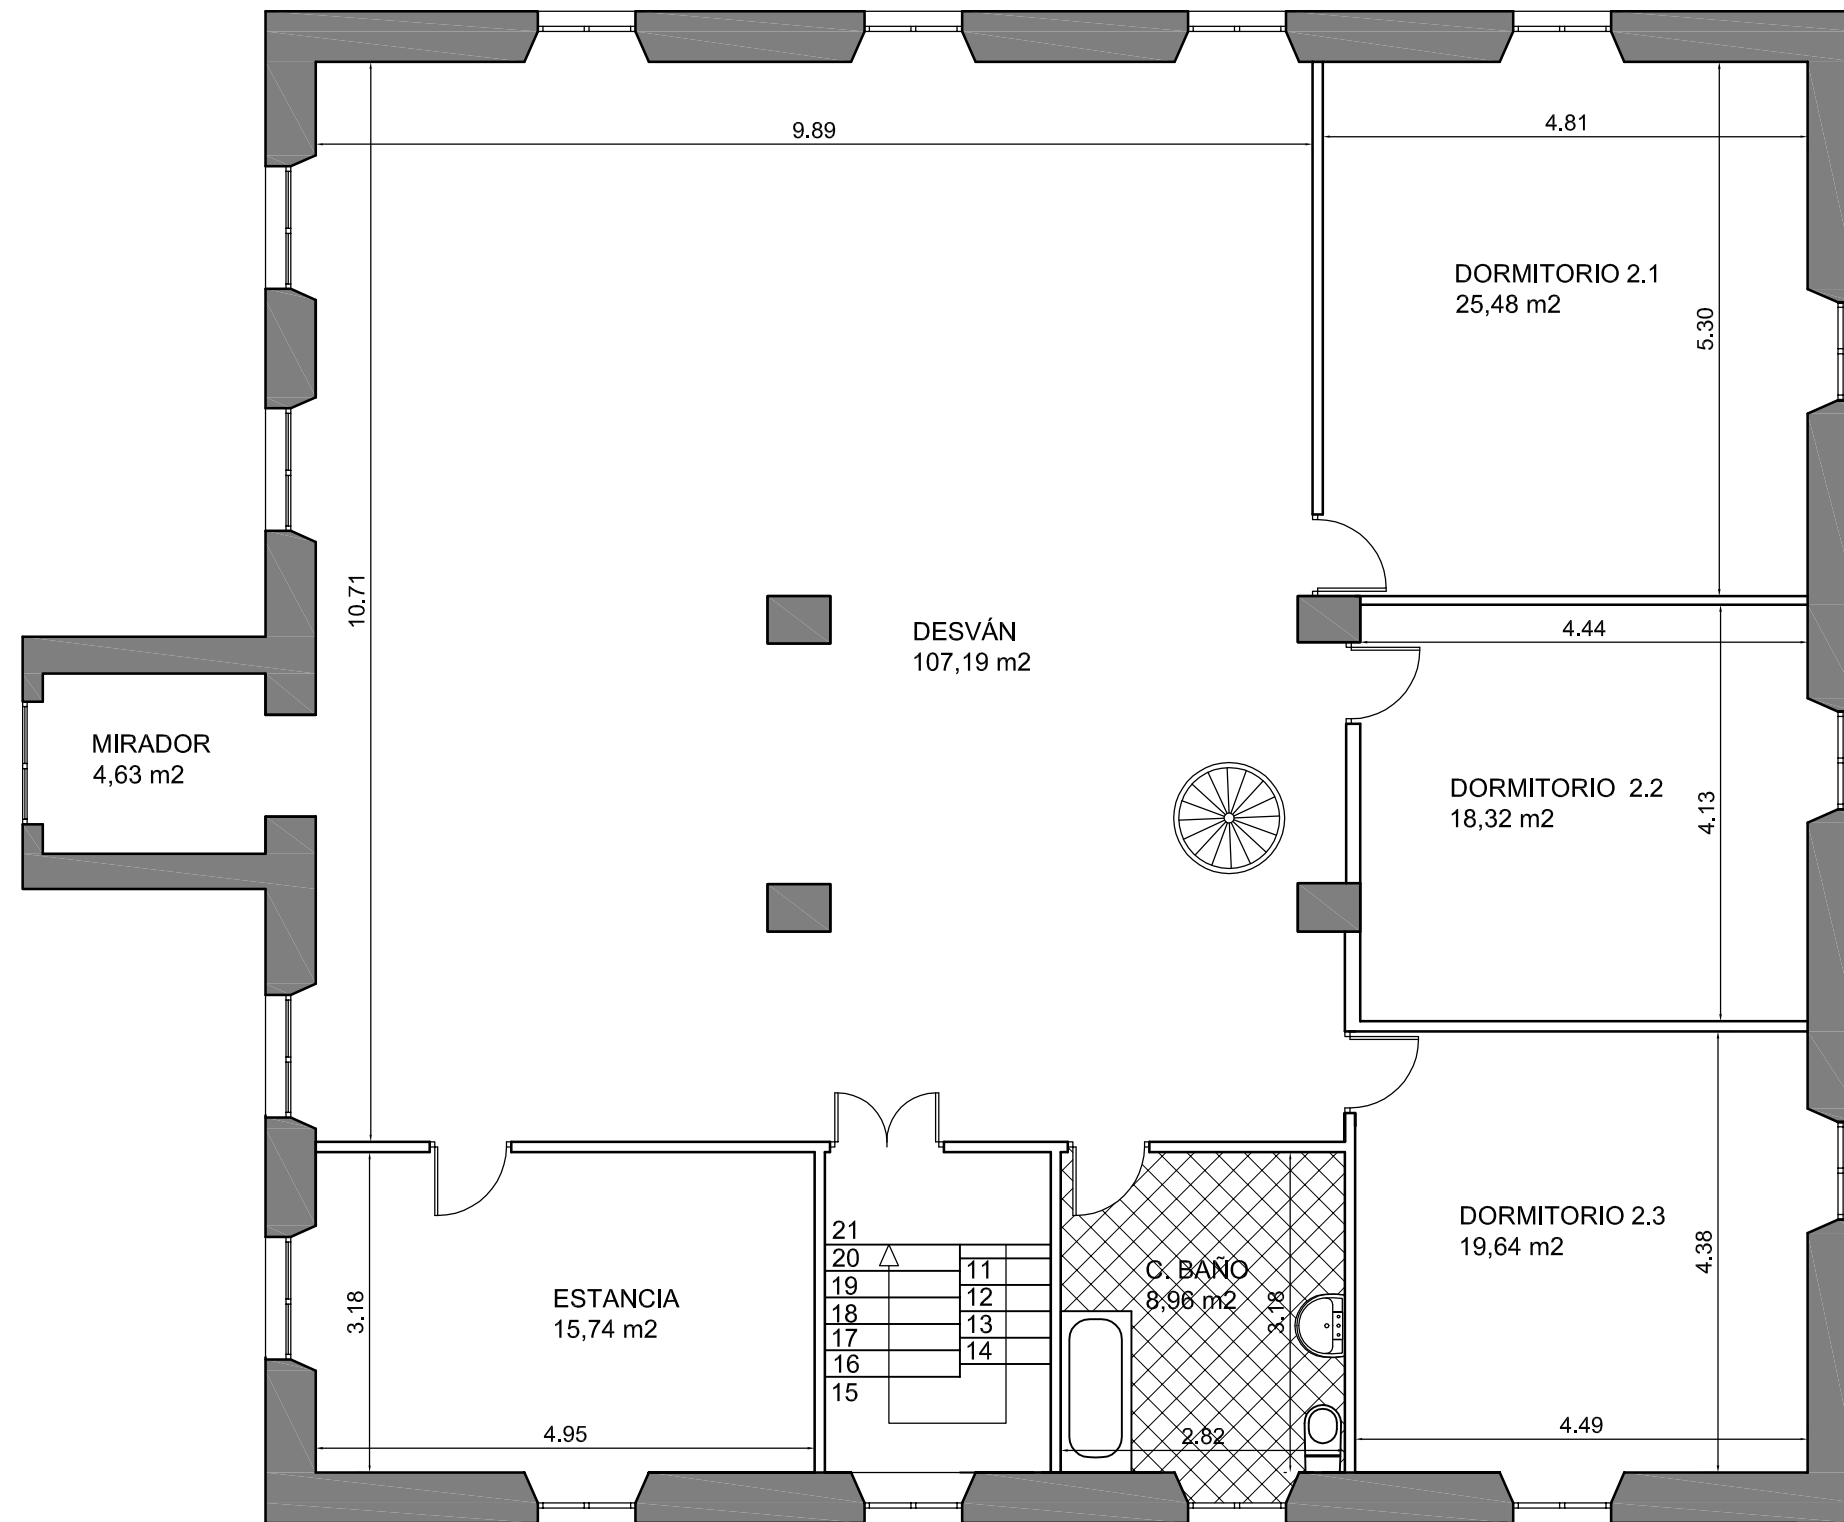 9.89
4.81
DORMITORIO 2.1
25,48 m2
5.30
10.71
DESVÁN
107,19 m2
4.44
MIRADOR
4,63 m2
DORMITORIO 2.2
18,32 m2
4.13
21
20
19
18
17
16
15
11
12
13
14
C. BAÑO
8,96 m2
3.18
2.82
DORMITORIO 2.3
19,64 m2
4.38
4.49
ESTANCIA
15,74 m2
3.18
4.95